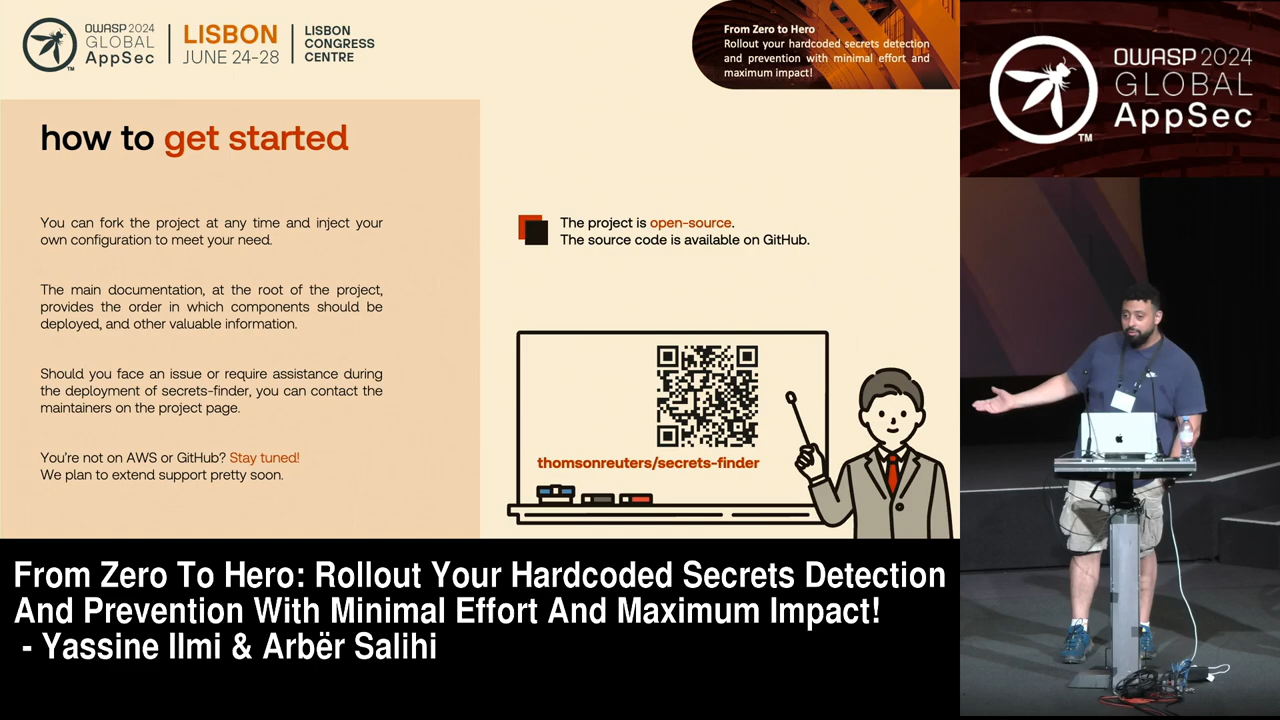 OWASP 2024
GLOBAL
AppSec
TM
LISBON
JUNE 24-28
LISBON
CONGRESS
CENTRE
From Zero to Hero
Rollout your hardcoded secrets detection
and prevention with minimal effort and
maximum impact!
OWASP 2024
GLOBAL
AppSec
TM
how to get started
You can fork the project at any time and inject your
own configuration to meet your need.
The main documentation, at the root of the project,
provides the order in which components should be
deployed, and other valuable information.
Should you face an issue or require assistance during
the deployment of secrets-finder, you can contact the
maintainers on the project page.
You're not on AWS or GitHub? Stay tuned!
We plan to extend support pretty soon.
The project is open-source.
The source code is available on GitHub.
thomsonreuters/secrets-finder
From Zero To Hero: Rollout Your Hardcoded Secrets Detection
And Prevention With Minimal Effort And Maximum Impact!
- Yassine Ilmi & Arbër Salihi